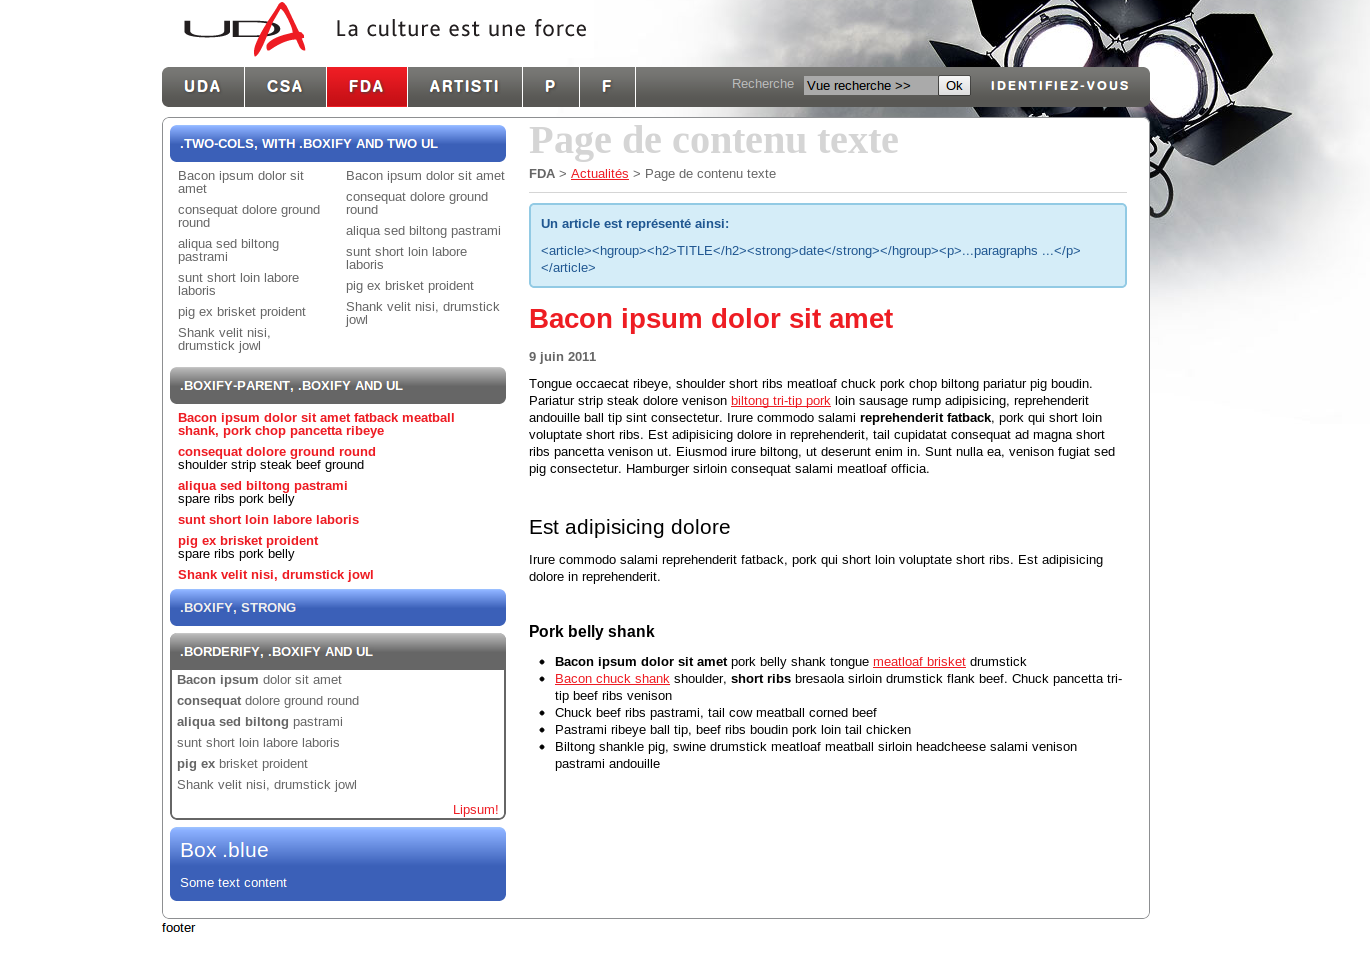 UDA La culture est une force
UDA CSA FDA ARTISTI P F Recherche Vue recherche >> Ok IDENTIFIEZ-VOUS
.TWO-COLS, WITH .BOXIFY AND TWO UL
Bacon ipsum dolor sit
amet
consequat dolore ground
round
aliqua sed biltong
pastrami
sunt short loin labore
laboris
pig ex brisket proident
Shank velit nisi,
drumstick jowl
Bacon ipsum dolor sit amet
consequat dolore ground
round
aliqua sed biltong pastrami
sunt short loin labore
laboris
pig ex brisket proident
Shank velit nisi, drumstick
jowl
.BOXIFY-PARENT, .BOXIFY AND UL
Bacon ipsum dolor sit amet fatback meatball
shank, pork chop pancetta ribeye
consequat dolore ground round
shoulder strip steak beef ground
aliqua sed biltong pastrami
spare ribs pork belly
sunt short loin labore laboris
pig ex brisket proident
spare ribs pork belly
Shank velit nisi, drumstick jowl
.BOXIFY, STRONG
.BORDERIFY, .BOXIFY AND UL
Bacon ipsum dolor sit amet
consequat dolore ground round
aliqua sed biltong pastrami
sunt short loin labore laboris
pig ex brisket proident
Shank velit nisi, drumstick jowl
Lipsum!
Box .blue
Some text content
Page de contenu texte
FDA > Actualités > Page de contenu texte
Un article est représenté ainsi:
<article><hgroup><h2>TITLE</h2><strong>date</strong></hgroup><p>...paragraphs ...</p>
</article>
Bacon ipsum dolor sit amet
9 juin 2011
Tongue occaecat ribeye, shoulder short ribs meatloaf chuck pork chop biltong pariatur pig boudin.
Pariatur strip steak dolore venison biltong tri-tip pork loin sausage rump adipisicing, reprehenderit
andouille ball tip sint consectetur. Irure commodo salami reprehenderit fatback, pork qui short loin
voluptate short ribs. Est adipisicing dolore in reprehenderit, tail cupidatat consequat ad magna short
ribs pancetta venison ut. Eiusmod irure biltong, ut deserunt enim in. Sunt nulla ea, venison fugiat sed
pig consectetur. Hamburger sirloin consequat salami meatloaf officia.
Est adipisicing dolore
Irure commodo salami reprehenderit fatback, pork qui short loin voluptate short ribs. Est adipisicing
dolore in reprehenderit.
Pork belly shank
• Bacon ipsum dolor sit amet pork belly shank tongue meatloaf brisket drumstick
• Bacon chuck shank shoulder, short ribs bresaola sirloin drumstick flank beef. Chuck pancetta tri-
tip beef ribs venison
• Chuck beef ribs pastrami, tail cow meatball corned beef
• Pastrami ribeye ball tip, beef ribs boudin pork loin tail chicken
• Biltong shankle pig, swine drumstick meatloaf meatball sirloin headcheese salami venison
pastrami andouille
footer